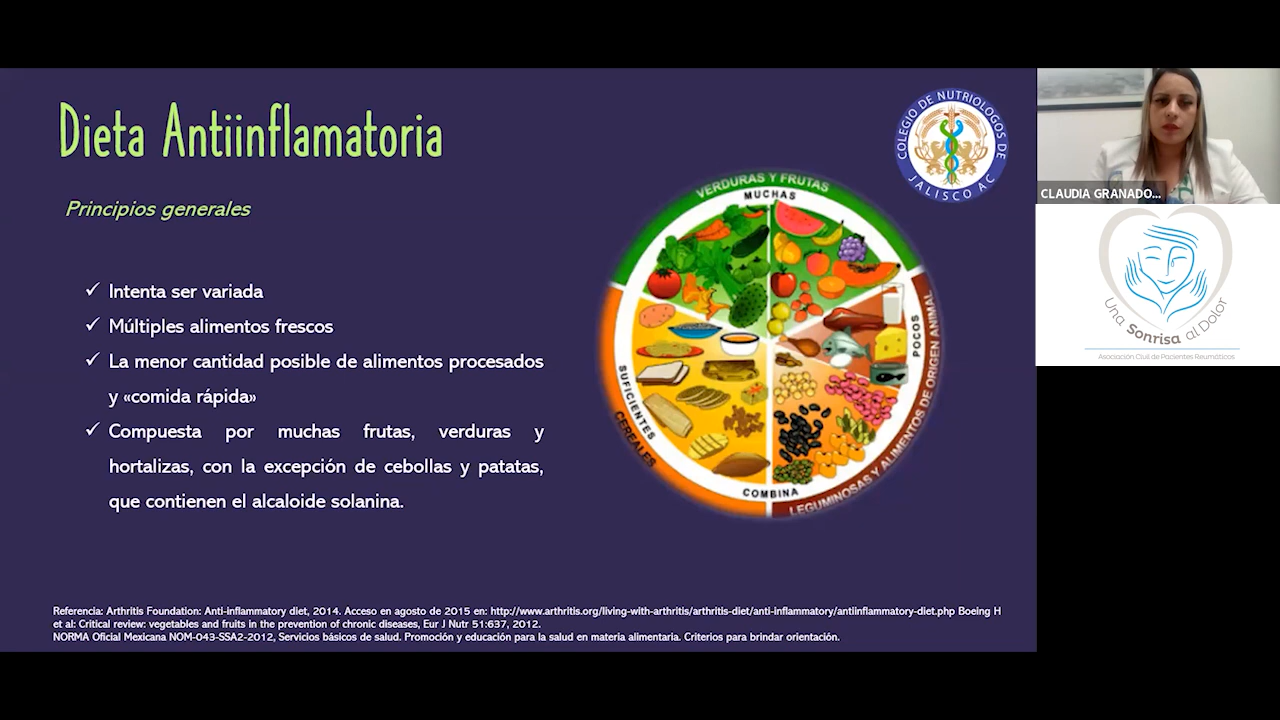 Dieta Antiinflamatoria
Principios generales
✓ Intenta ser variada
✓ Múltiples alimentos frescos
✓ La menor cantidad posible de alimentos procesados
y «comida rápida»
✓ Compuesta por muchas frutas, verduras y
hortalizas, con la excepción de cebollas y patatas,
que contienen el alcaloide solanina.
COLEGIO DE NUTRIOLOGOS DE
JALISCO AC
VERDURAS Y FRUTAS
MUCHAS
POCOS
LEGUMINOSAS Y ALIMENTOS DE ORIGEN ANIMAL
SUFICIENTES
CEREALES
COMBINA
Referencia: Arthritis Foundation: Anti-inflammatory diet, 2014. Acceso en agosto de 2015 en: http://www.arthritis.org/living-with-arthritis/arthritis-diet/anti-inflammatory/antiinflammatory-diet.php Boeing H
et al: Critical review: vegetables and fruits in the prevention of chronic diseases, Eur J Nutr 51:637, 2012.
NORMA Oficial Mexicana NOM-043-SSA2-2012, Servicios básicos de salud. Promoción y educación para la salud en materia alimentaria. Criterios para brindar orientación.
CLAUDIA GRANADO...
Una Sonrisa al Dolor
Asociación Civil de Pacientes Reumáticos